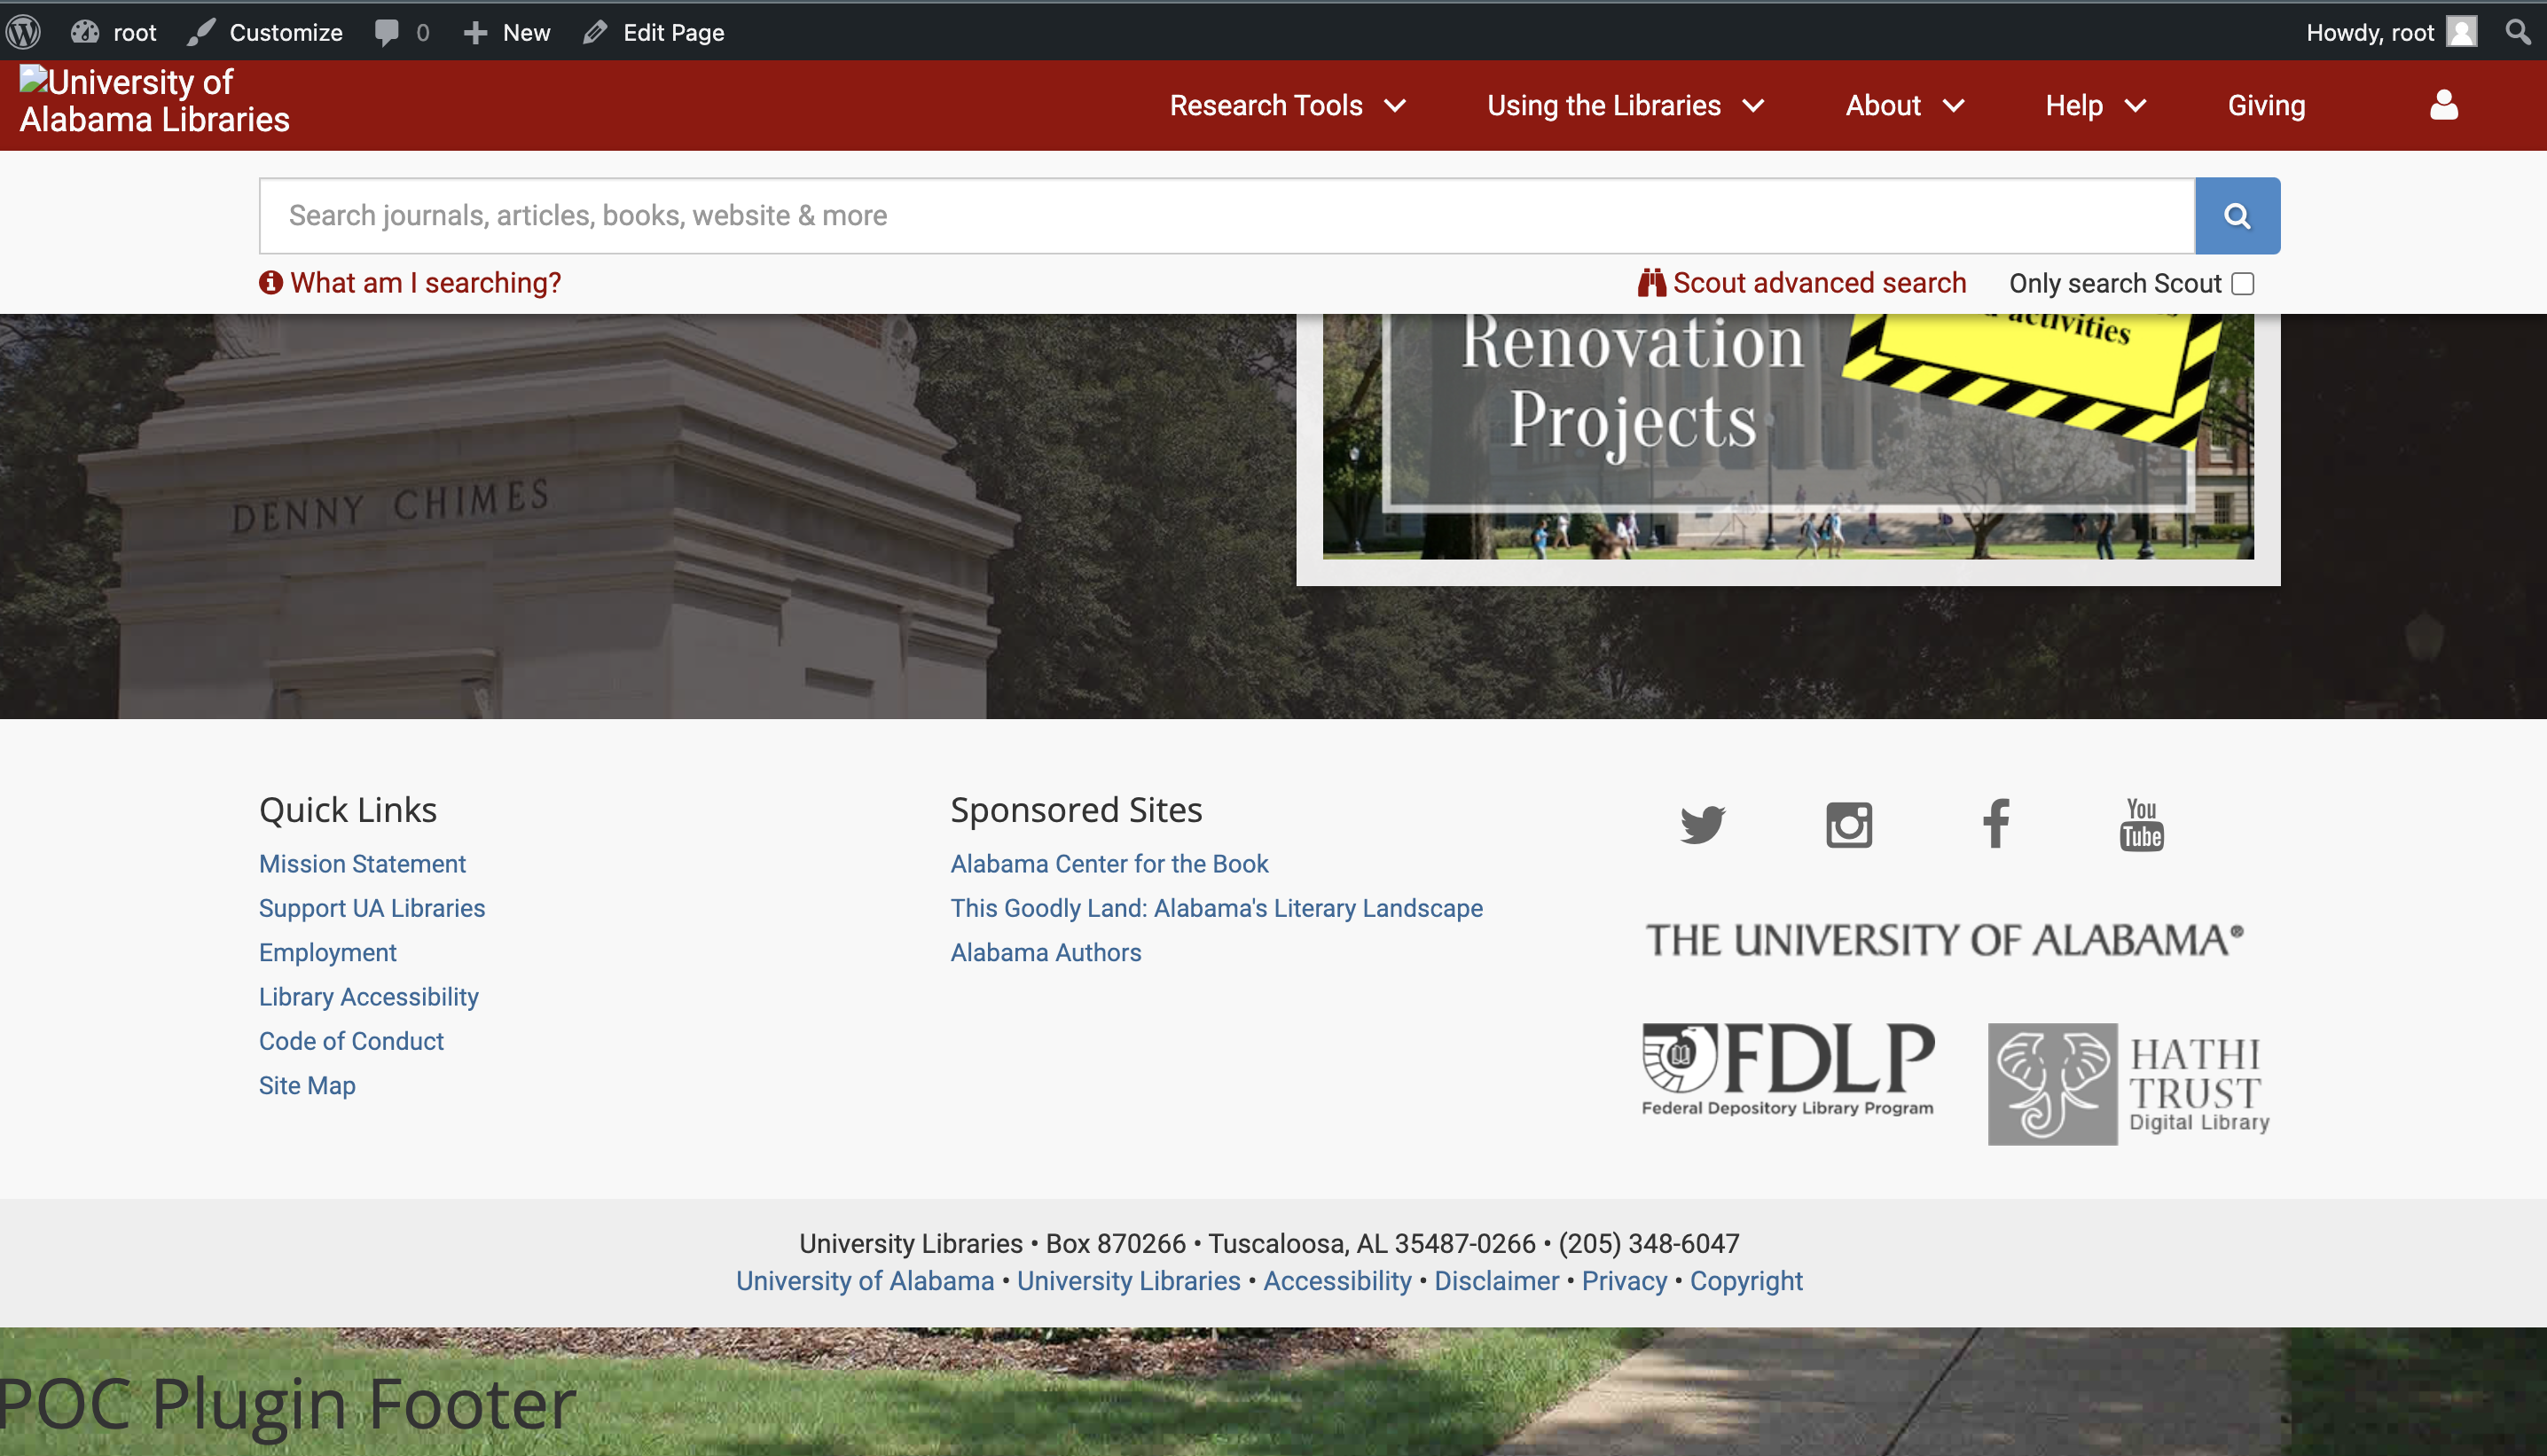 root Customize 0 New Edit Page Howdy, root
University of
Alabama Libraries
Research Tools Using the Libraries About Help Giving
Search journals, articles, books, website & more
What am I searching? Scout advanced search Only search Scout
activities
Renovation
Projects
DENNY CHIMES
Quick Links
Mission Statement
Support UA Libraries
Employment
Library Accessibility
Code of Conduct
Site Map
Sponsored Sites
Alabama Center for the Book
This Goodly Land: Alabama's Literary Landscape
Alabama Authors
You
Tube
THE UNIVERSITY OF ALABAMA®
FDLP
Federal Depository Library Program
HATHI
TRUST
Digital Library
University Libraries • Box 870266 • Tuscaloosa, AL 35487-0266 • (205) 348-6047
University of Alabama • University Libraries • Accessibility • Disclaimer • Privacy • Copyright
POC Plugin Footer